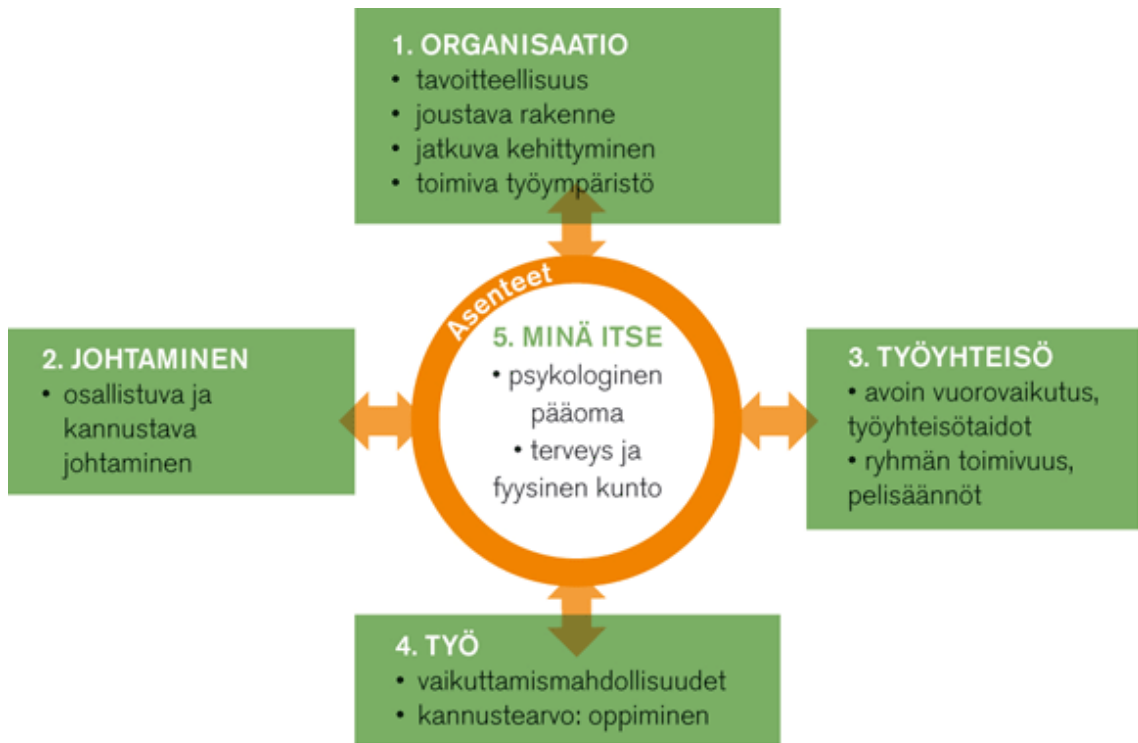 1. ORGANISAATIO
• tavoitteellisuus
• joustava rakenne
• jatkuva kehittyminen
• toimiva työympäristö
Asenteet
2. JOHTAMINEN
• osallistuva ja
kannustava
johtaminen
5. MINÄ ITSE
• psykologinen
pääoma
• terveys ja
fyysinen kunto
3. TYÖYHTEISÖ
• avoin vuorovaikutus,
työyhteisötaidot
• ryhmän toimivuus,
pelisäännöt
4. TYÖ
• vaikuttamismahdollisuudet
• kannustearvo: oppiminen